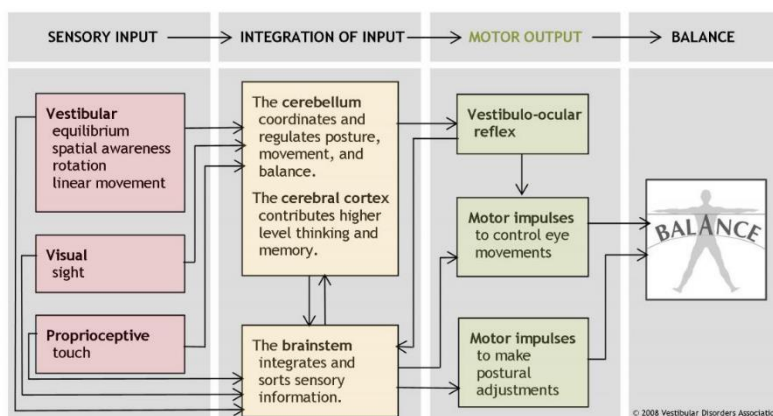 SENSORY INPUT
INTEGRATION OF INPUT
MOTOR OUTPUT
BALANCE
Vestibular
equilibrium
spatial awareness
rotation
linear movement
Visual
sight
Proprioceptive
touch
The cerebellum
coordinates and
regulates posture,
movement, and
balance.
The cerebral cortex
contributes higher
level thinking and
memory.
The brainstem
integrates and
sorts sensory
information.
Vestibulo-ocular
reflex
Motor impulses
to control eye
movements
Motor impulses
to make
postural
adjustments
BALANCE
© 2008 Vestibular Disorders Associatio